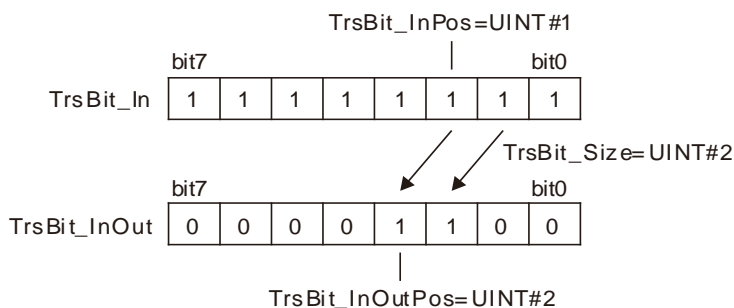 TrsBit_InPos=UINT#1
bit7 bit0
TrsBit_In 1 1 1 1 1 1 1 1
TrsBit_Size=UINT#2
bit7 bit0
TrsBit_InOut 0 0 0 0 1 1 0 0
TrsBit_InOutPos=UINT#2